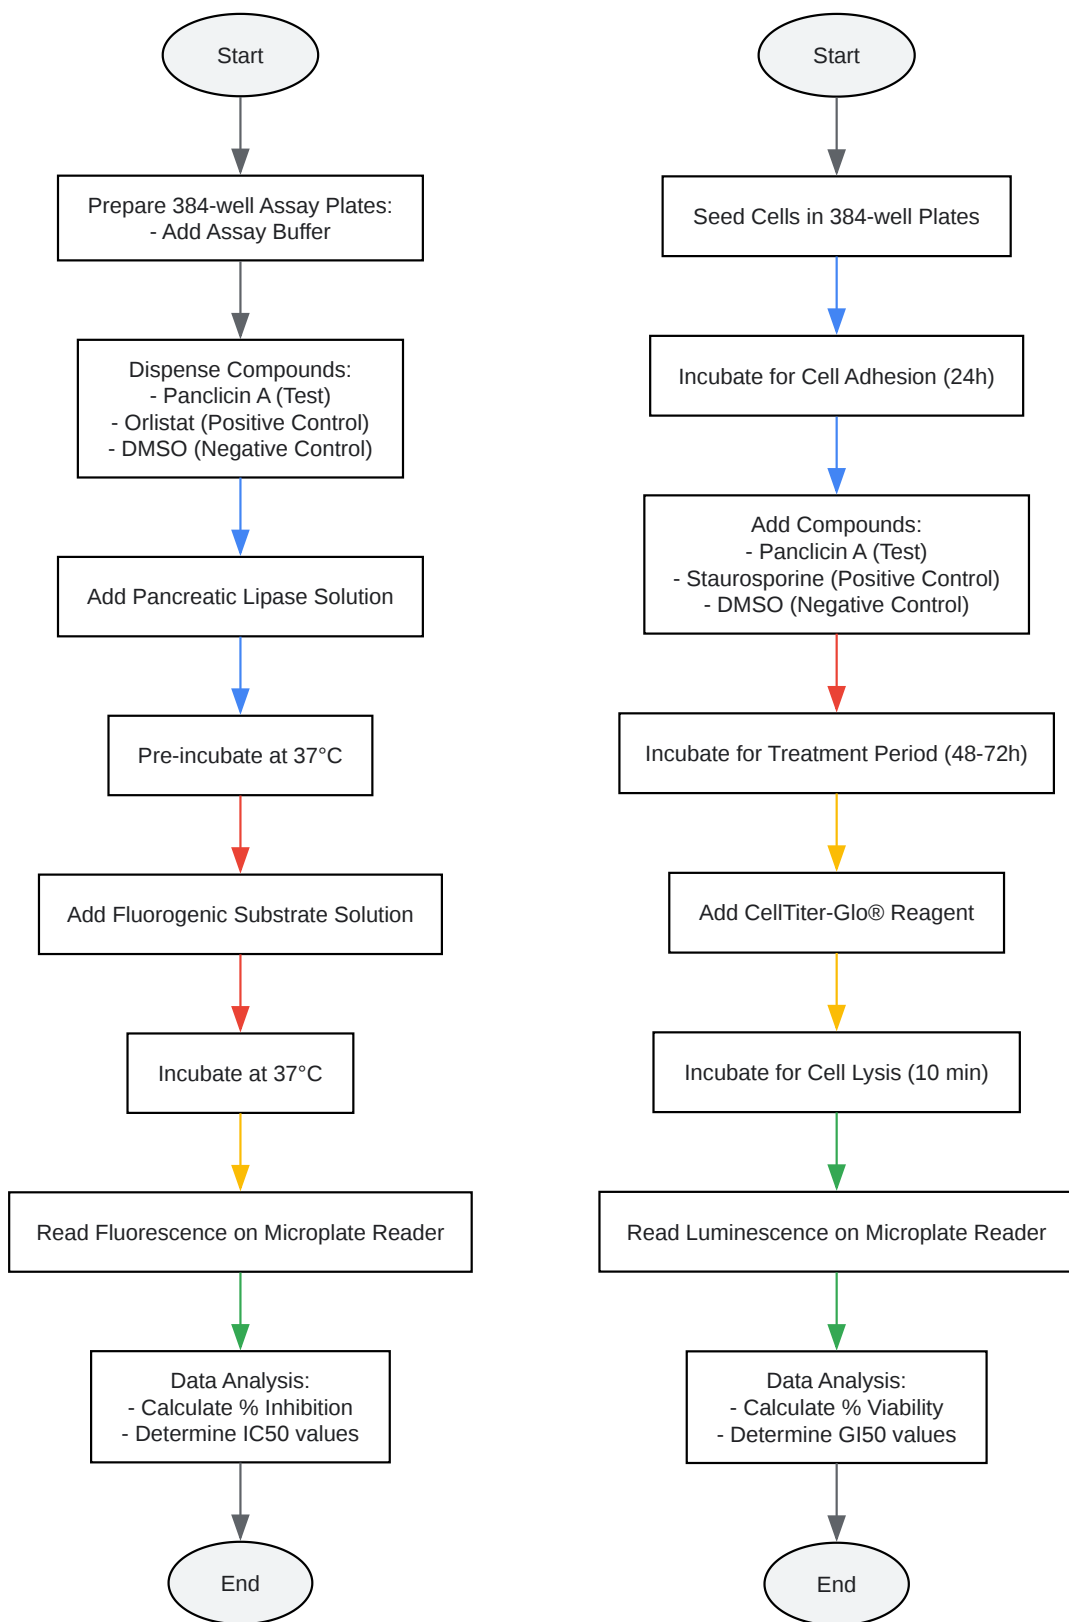 Start
Prepare 384-well Assay Plates:
- Add Assay Buffer
Dispense Compounds:
- Panclicin A (Test)
- Orlistat (Positive Control)
- DMSO (Negative Control)
Add Pancreatic Lipase Solution
Pre-incubate at 37°C
Add Fluorogenic Substrate Solution
Incubate at 37°C
Read Fluorescence on Microplate Reader
Data Analysis:
- Calculate % Inhibition
- Determine IC50 values
End
Start
Seed Cells in 384-well Plates
Incubate for Cell Adhesion (24h)
Add Compounds:
- Panclicin A (Test)
- Staurosporine (Positive Control)
- DMSO (Negative Control)
Incubate for Treatment Period (48-72h)
Add CellTiter-Glo® Reagent
Incubate for Cell Lysis (10 min)
Read Luminescence on Microplate Reader
Data Analysis:
- Calculate % Viability
- Determine GI50 values
End